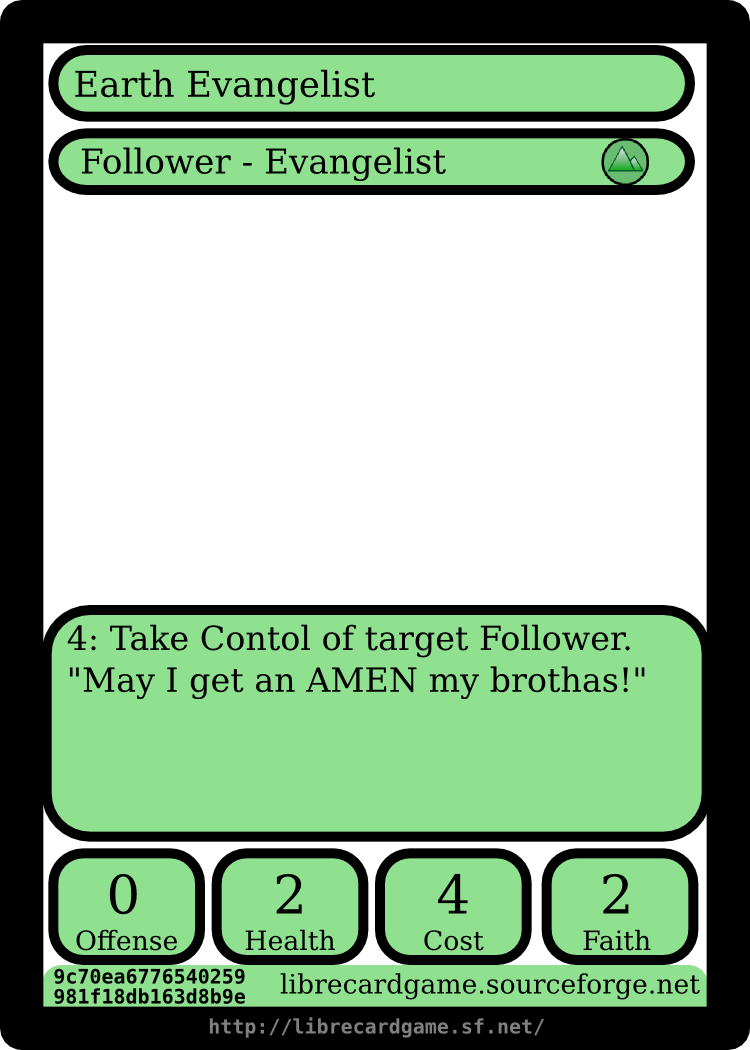 Earth Evangelist
Follower - Evangelist
4: Take Contol of target Follower.
"May I get an AMEN my brothas!"
0
Offense
2
Health
4
Cost
2
Faith
9c70ea6776540259
981f18db163d8b9e
librecardgame.sourceforge.net
http://librecardgame.sf.net/